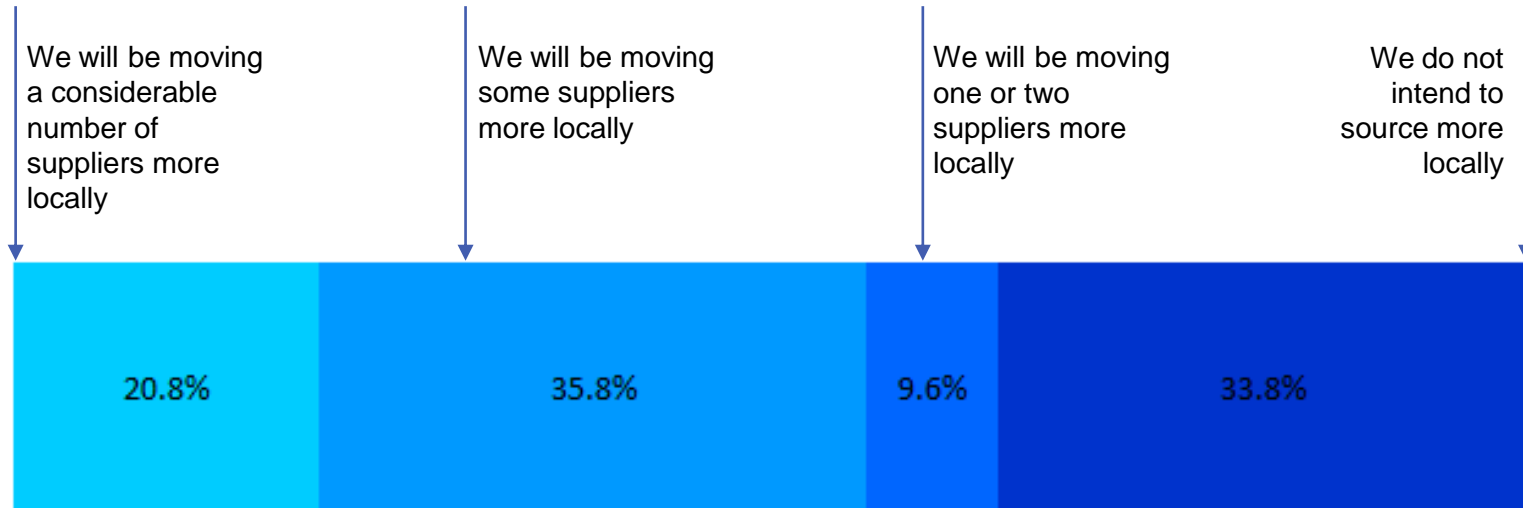 We will be moving
a considerable
number of
suppliers more
locally
We will be moving
some suppliers
more locally
We will be moving
one or two
suppliers more
locally
We do not
intend to
source more
locally
20.8%
35.8%
9.6%
33.8%